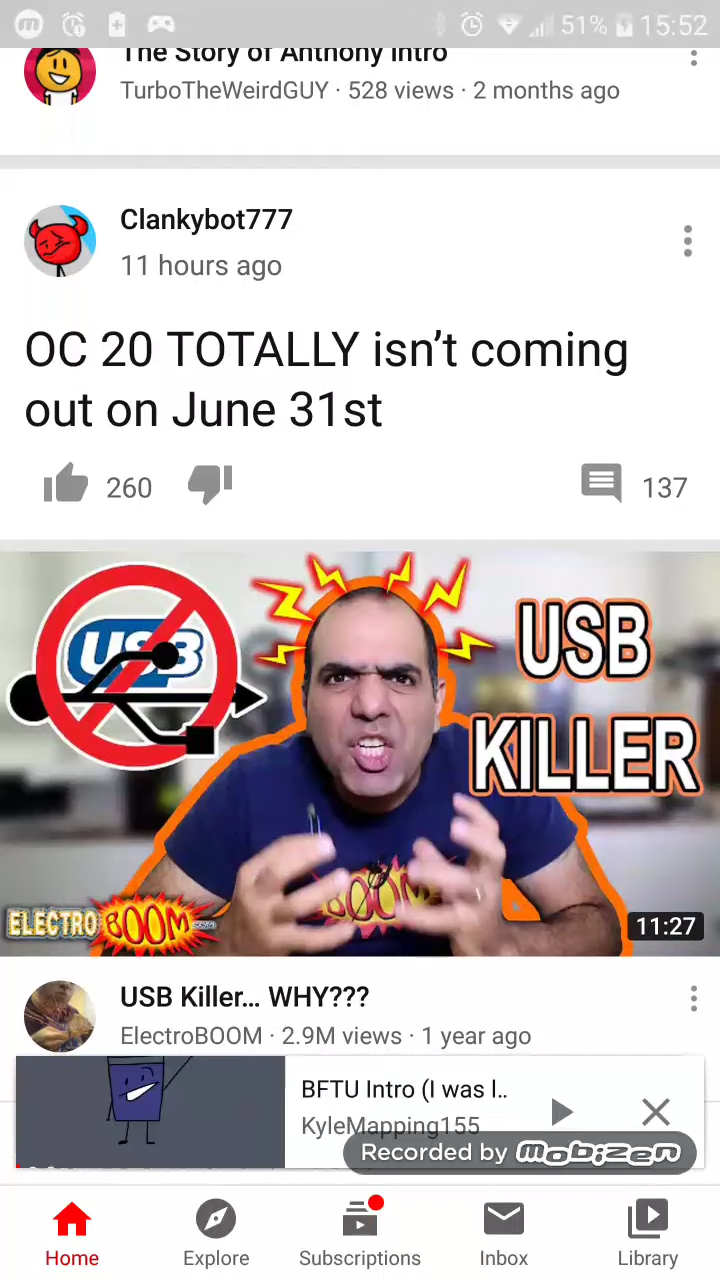 51% 15:52
The Story of Anthony Intro
TurboTheWeirdGUY · 528 views · 2 months ago
Clankybot777
11 hours ago
OC 20 TOTALLY isn't coming
out on June 31st
260
137
USB
USB
KILLER
BOOM
ELECTROBOOM.COM
11:27
USB Killer... WHY???
ElectroBOOM · 2.9M views · 1 year ago
BFTU Intro (I was l..
KyleMapping155
Recorded by Mobizen
Home
Explore
Subscriptions
Inbox
Library